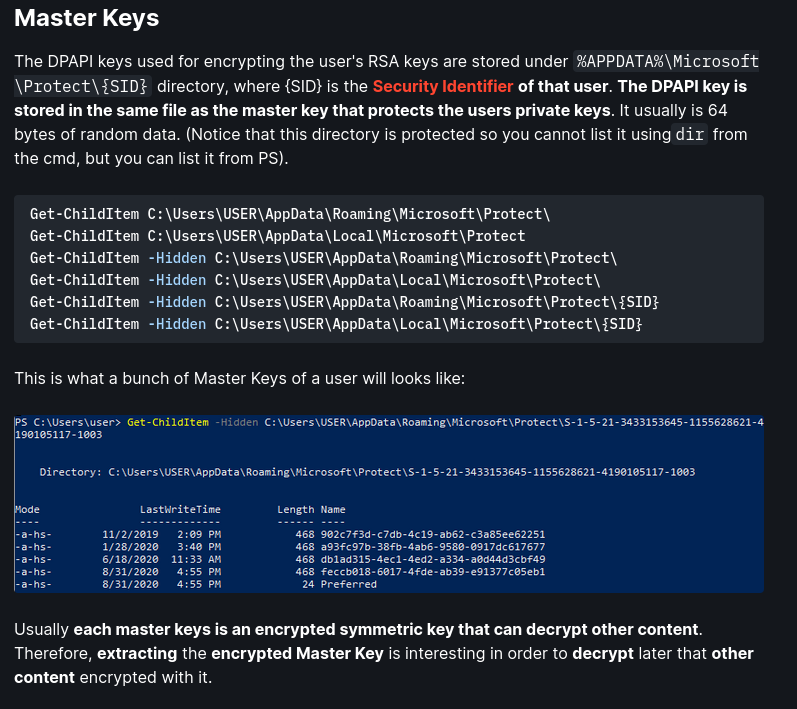 Master Keys
The DPAPI keys used for encrypting the user's RSA keys are stored under %APPDATA%\Microsoft
\Protect\{SID} directory, where {SID} is the Security Identifier of that user. The DPAPI key is
stored in the same file as the master key that protects the users private keys. It usually is 64
bytes of random data. (Notice that this directory is protected so you cannot list it using dir from
the cmd, but you can list it from PS).
Get-ChildItem C:\Users\USER\AppData\Roaming\Microsoft\Protect\
Get-ChildItem C:\Users\USER\AppData\Local\Microsoft\Protect
Get-ChildItem -Hidden C:\Users\USER\AppData\Roaming\Microsoft\Protect\
Get-ChildItem -Hidden C:\Users\USER\AppData\Local\Microsoft\Protect\
Get-ChildItem -Hidden C:\Users\USER\AppData\Roaming\Microsoft\Protect\{SID}
Get-ChildItem -Hidden C:\Users\USER\AppData\Local\Microsoft\Protect\{SID}
This is what a bunch of Master Keys of a user will looks like:
PS C:\Users\user> Get-ChildItem -Hidden C:\Users\USER\AppData\Roaming\Microsoft\Protect\S-1-5-21-3433153645-1155628621-4
190105117-1003
Directory: C:\Users\USER\AppData\Roaming\Microsoft\Protect\S-1-5-21-3433153645-1155628621-4190105117-1003
Mode LastWriteTime Length Name
---- ------------- ------ ----
-a-hs- 11/2/2019 2:09 PM 468 902c7f3d-c7db-4c19-ab62-c3a85ee62251
-a-hs- 1/28/2020 3:40 PM 468 a93fc97b-38fb-4ab6-9580-0917dc617677
-a-hs- 6/18/2020 11:33 AM 468 db1ad315-4ec1-4ed2-a334-a0d44d3cbf49
-a-hs- 8/31/2020 4:55 PM 468 feccb018-6017-4fde-ab39-e91377c05eb1
-a-hs- 8/31/2020 4:55 PM 24 Preferred
Usually each master keys is an encrypted symmetric key that can decrypt other content.
Therefore, extracting the encrypted Master Key is interesting in order to decrypt later that other
content encrypted with it.